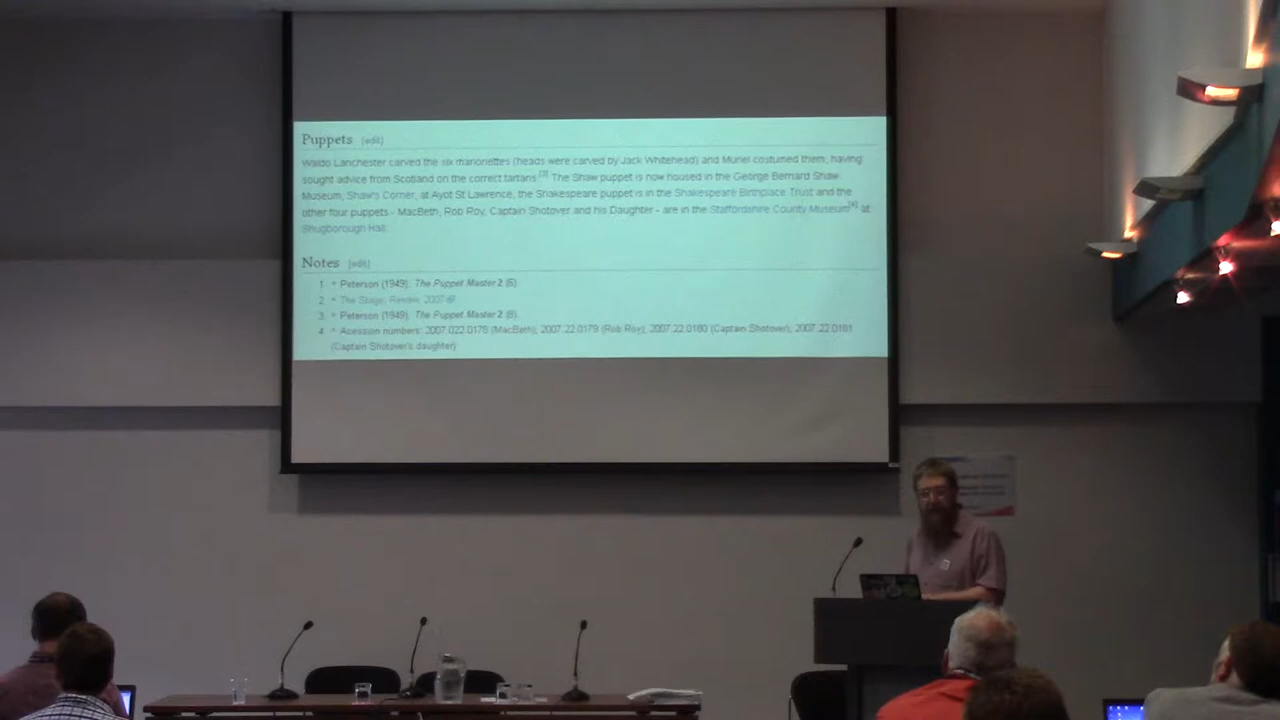 Puppets [edit]
Waldo Lanchester carved the six marionettes (heads were carved by Jack Whitehead) and Muriel costumed them, having
sought advice from Scotland on the correct tartans.[3] The Shaw puppet is now housed in the George Bernard Shaw
Museum, Shaw's Corner, at Ayot St Lawrence, the Shakespeare puppet is in the Shakespeare Birthplace Trust and the
other four puppets - MacBeth, Rob Roy, Captain Shotover and his Daughter - are in the Staffordshire County Museum[4] at
Shugborough Hall.
Notes [edit]
1. ^ Peterson (1949). The Puppet Master 2 (6).
2. ^ The Stage, Review, 2007
3. ^ Peterson (1949). The Puppet Master 2 (6).
4. ^ Acession numbers: 2007.022.0178 (MacBeth); 2007.22.0179 (Rob Roy); 2007.22.0180 (Captain Shotover); 2007.22.0181
(Captain Shotover's daughter)